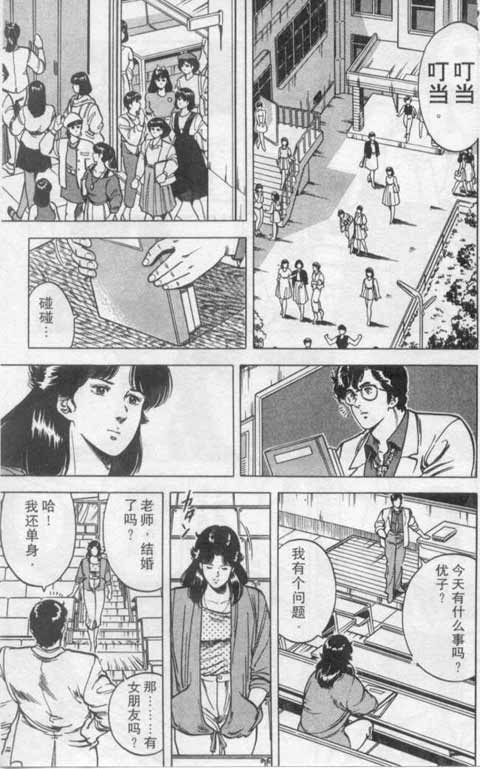 叮当
叮当。
碰碰
…
今天有什么事吗?
优子?
我有个问题.
老师,结婚
了吗?
哈!
我还单身.
那………有
女朋友吗?